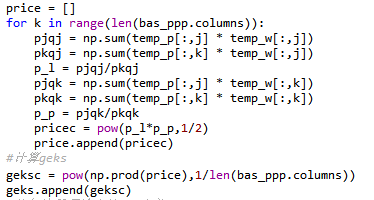 price = []
for k in range(len(bas_ppp.columns)):
pjqj = np.sum(temp_p[:,j] * temp_w[:,j])
pkqj = np.sum(temp_p[:,k] * temp_w[:,j])
p_l = pjqj/pkqj
pjqk = np.sum(temp_p[:,j] * temp_w[:,k])
pkqk = np.sum(temp_p[:,k] * temp_w[:,k])
p_p = pjqk/pkqk
pricec = pow(p_l*p_p,1/2)
price.append(pricec)
#计算geks
geksc = pow(np.prod(price),1/len(bas_ppp.columns))
geks.append(geksc)